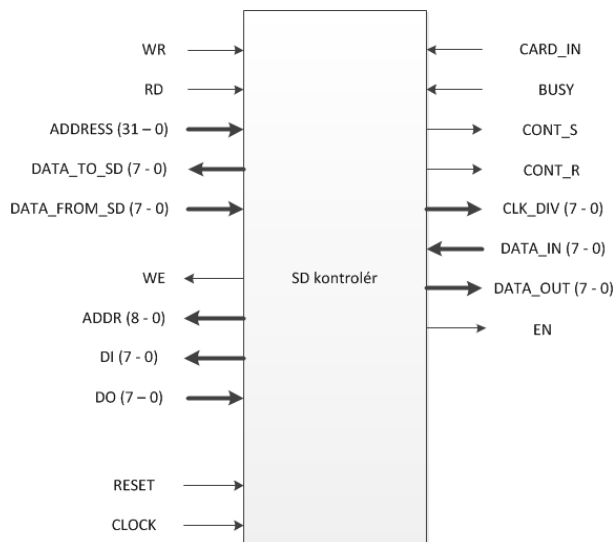 WR
RD
ADDRESS (31 – 0)
DATA_TO_SD (7 - 0)
DATA_FROM_SD (7 - 0)
WE
ADDR (8 - 0)
DI (7 - 0)
DO (7 – 0)
RESET
CLOCK
SD kontrolér
CARD_IN
BUSY
CONT_S
CONT_R
CLK_DIV (7 - 0)
DATA_IN (7 - 0)
DATA_OUT (7 - 0)
EN